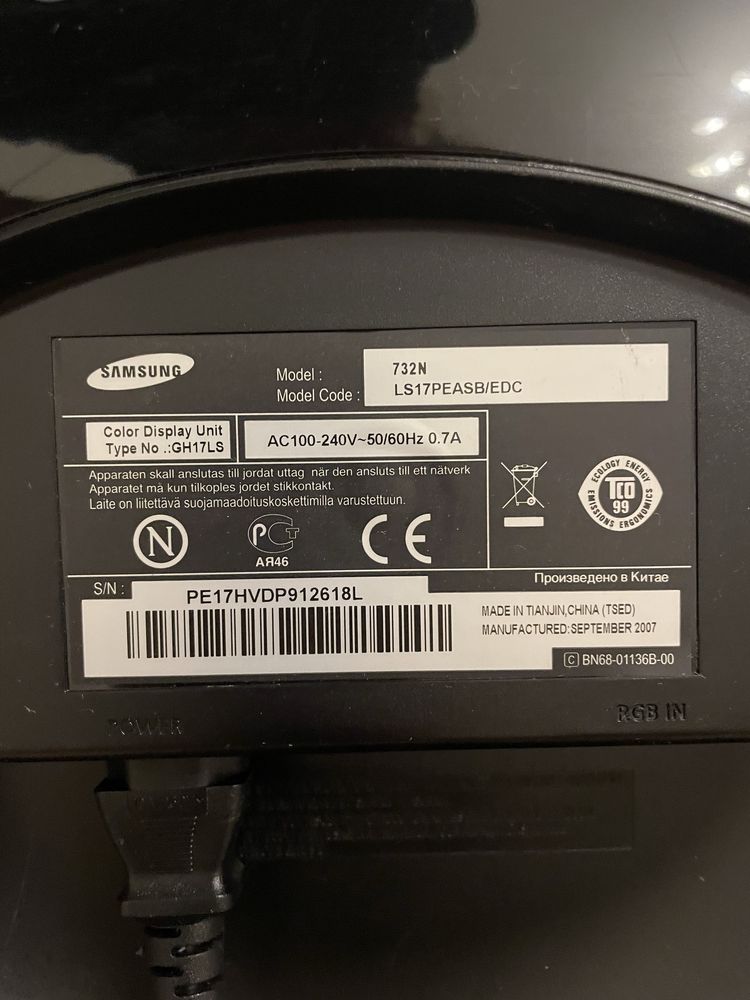 SAMSUNG
Model : 732N
Model Code : LS17PEASB/EDC
Color Display Unit
Type No .:GH17LS
AC100-240V~50/60Hz 0.7A
Apparaten skall anslutas till jordat uttag när den ansluts till ett nätverk
Apparatet må kun tilkoples jordet stikkontakt.
Laite on liitettävä suojamaadoituskoskettimilla varustettuun.
N
РСТ
АЯ46
CE
ECOLOGY ENERGY
TCO
99
EMISSIONS ERGONOMICS
S/N : PE17HVDP912618L
Произведено в Китае
MADE IN TIANJIN,CHINA (TSED)
MANUFACTURED:SEPTEMBER 2007
C BN68-01136B-00
POWER
RGB IN